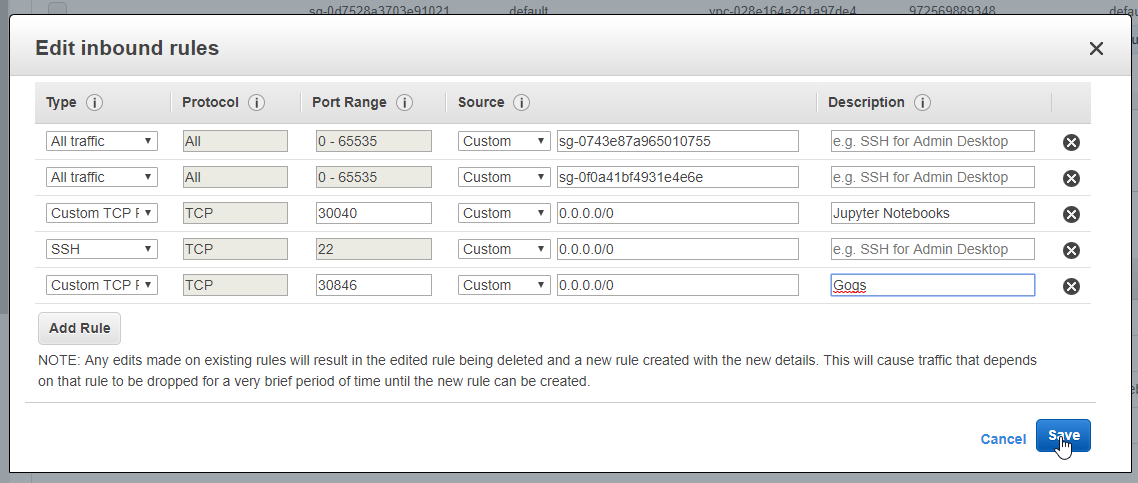 sg-0d7528a3703e91021 default vpc-028e164a261a97de4 972569889348
Edit inbound rules
Type Protocol Port Range Source Description
All traffic All 0 - 65535 Custom sg-0743e87a965010755 e.g. SSH for Admin Desktop
All traffic All 0 - 65535 Custom sg-0f0a41bf4931e4e6e e.g. SSH for Admin Desktop
Custom TCP TCP 30040 Custom 0.0.0.0/0 Jupyter Notebooks
SSH TCP 22 Custom 0.0.0.0/0 e.g. SSH for Admin Desktop
Custom TCP TCP 30846 Custom 0.0.0.0/0 Gogs
Add Rule
NOTE: Any edits made on existing rules will result in the edited rule being deleted and a new rule created with the new details. This will cause traffic that depends
on that rule to be dropped for a very brief period of time until the new rule can be created.
Cancel Save